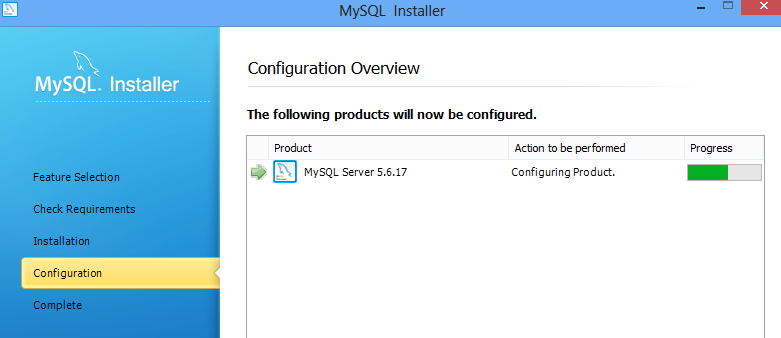 MySQL Installer
MySQL. Installer
Configuration Overview
The following products will now be configured.
Product Action to be performed Progress
MySQL Server 5.6.17 Configuring Product.
Feature Selection
Check Requirements
Installation
Configuration
Complete